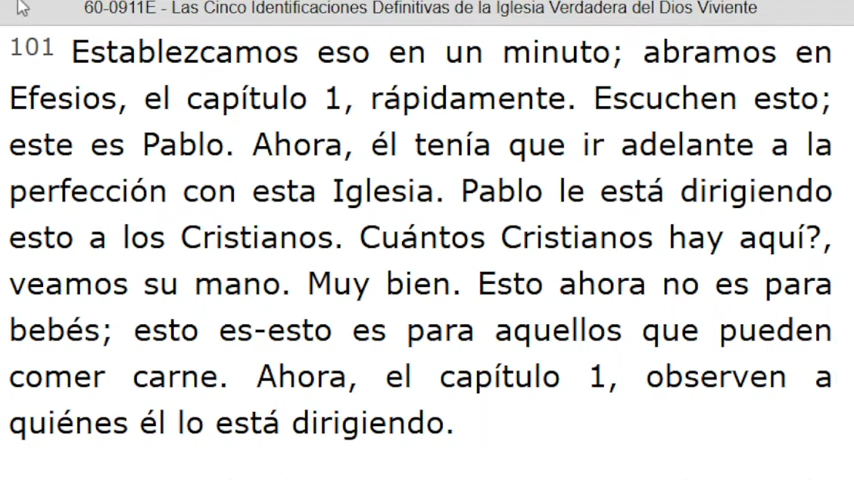 60-0911E - Las Cinco Identificaciones Definitivas de la Iglesia Verdadera del Dios Viviente
101 Establezcamos eso en un minuto; abramos en
Efesios, el capítulo 1, rápidamente. Escuchen esto;
este es Pablo. Ahora, él tenía que ir adelante a la
perfección con esta Iglesia. Pablo le está dirigiendo
esto a los Cristianos. Cuántos Cristianos hay aquí?,
veamos su mano. Muy bien. Esto ahora no es para
bebés; esto es-esto es para aquellos que pueden
comer carne. Ahora, el capítulo 1, observen a
quiénes él lo está dirigiendo.